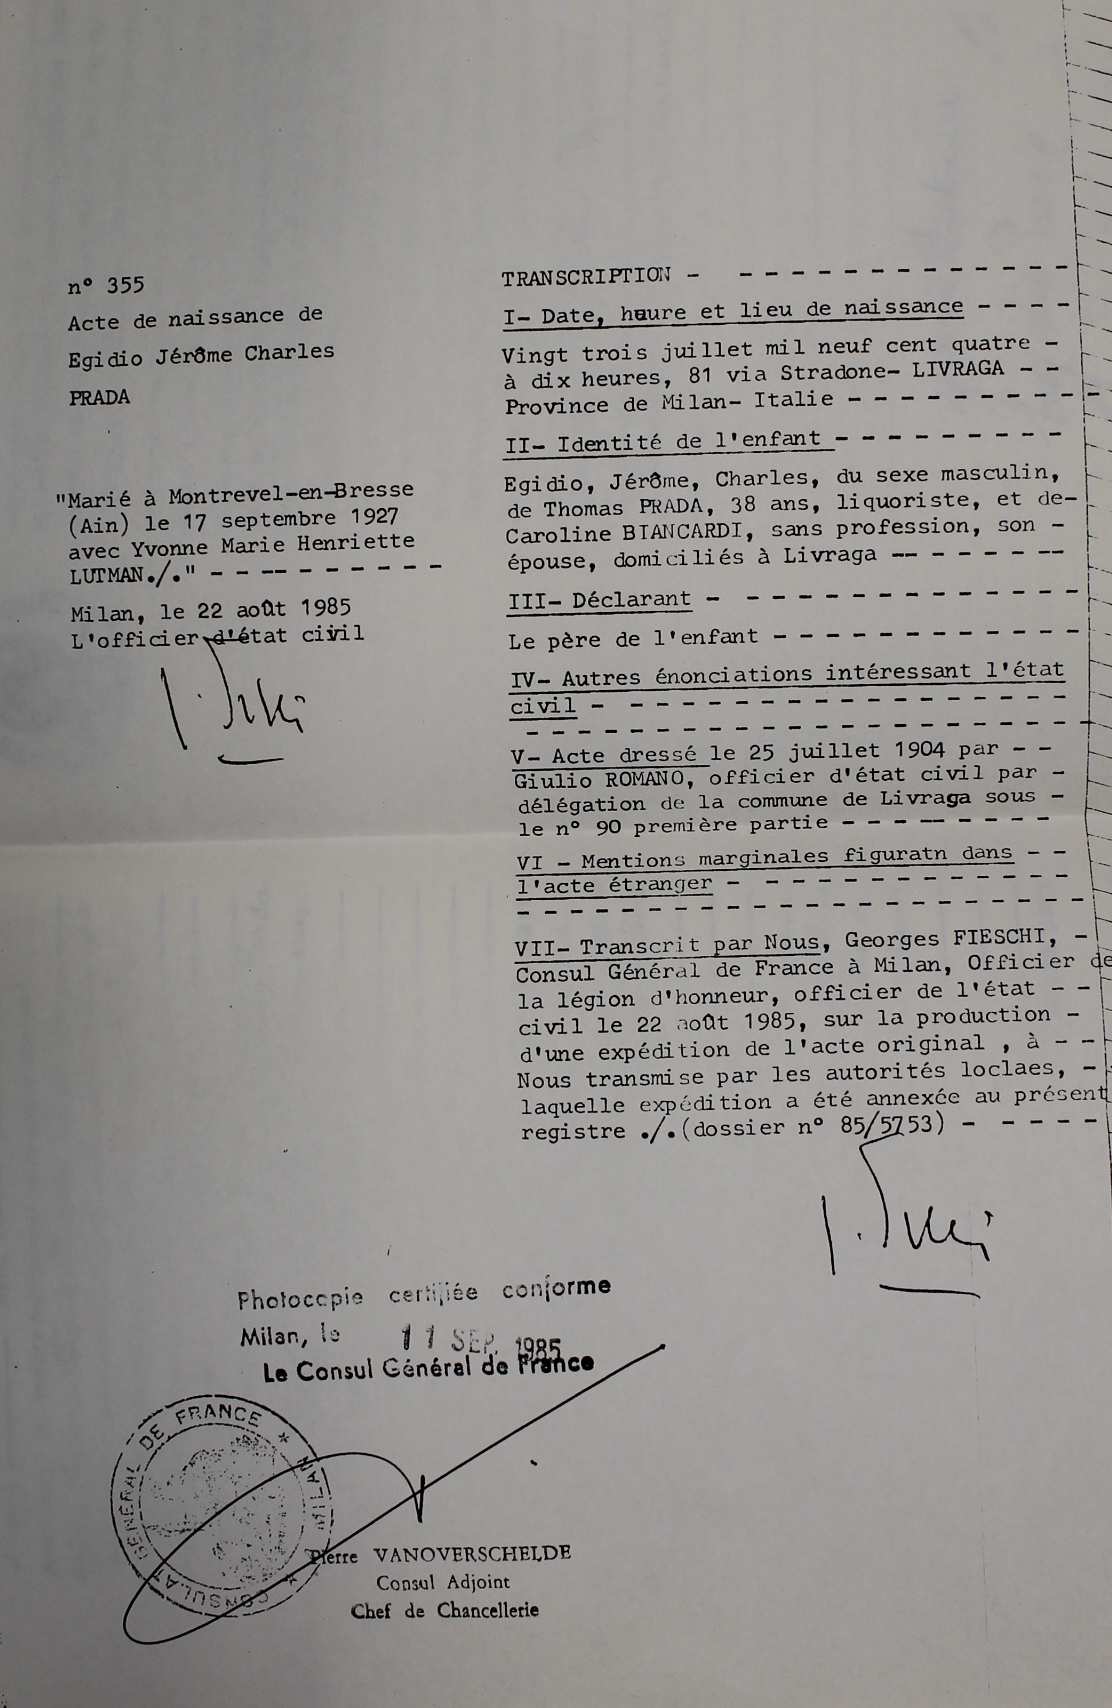 n° 355
Acte de naissance de
Egidio Jérôme Charles
PRADA
"Marié à Montrevel-en-Bresse
(Ain) le 17 septembre 1927
avec Yvonne Marie Henriette
LUTMAN./." - - - - - - - - - -
Milan, le 22 août 1985
L'officier d'état civil
TRANSCRIPTION - - - - - - - - - - - - - -
I- Date, heure et lieu de naissance - - - -
Vingt trois juillet mil neuf cent quatre -
à dix heures, 81 via Stradone- LIVRAGA - -
Province de Milan- Italie - - - - - - - - - -
II- Identité de l'enfant - - - - - - - - -
Egidio, Jérôme, Charles, du sexe masculin,
de Thomas PRADA, 38 ans, liquoriste, et de-
Caroline BIANCARDI, sans profession, son -
épouse, domiciliés à Livraga -- - - - - - --
III- Déclarant - - - - - - - - - - - - - -
Le père de l'enfant - - - - - - - - - - - -
IV- Autres énonciations intéressant l'état
civil - - - - - - - - - - - - - - - - - -
- - - - - - - - - - - - - - - - - - - - - -
V- Acte dressé le 25 juillet 1904 par - -
Giulio ROMANO, officier d'état civil par -
délégation de la commune de Livraga sous -
le n° 90 première partie - - - - - - - - -
VI - Mentions marginales figuratn dans - -
l'acte étranger - - - - - - - - - - - - -
- - - - - - - - - - - - - - - - - - - - - -
VII- Transcrit par Nous, Georges FIESCHI, -
Consul Général de France à Milan, Officier de
la légion d'honneur, officier de l'état - -
civil le 22 août 1985, sur la production -
d'une expédition de l'acte original , à - -
Nous transmise par les autorités loclaes, -
laquelle expédition a été annexée au présent
registre ./.(dossier n° 85/5753) - - - - -
Photocopie certifiée conforme
Milan, le 11 SEP. 1985
Le Consul Général de France
CONSULAT GÉNÉRAL DE FRANCE * MILAN *
Pierre VANOVERSCHELDE
Consul Adjoint
Chef de Chancellerie